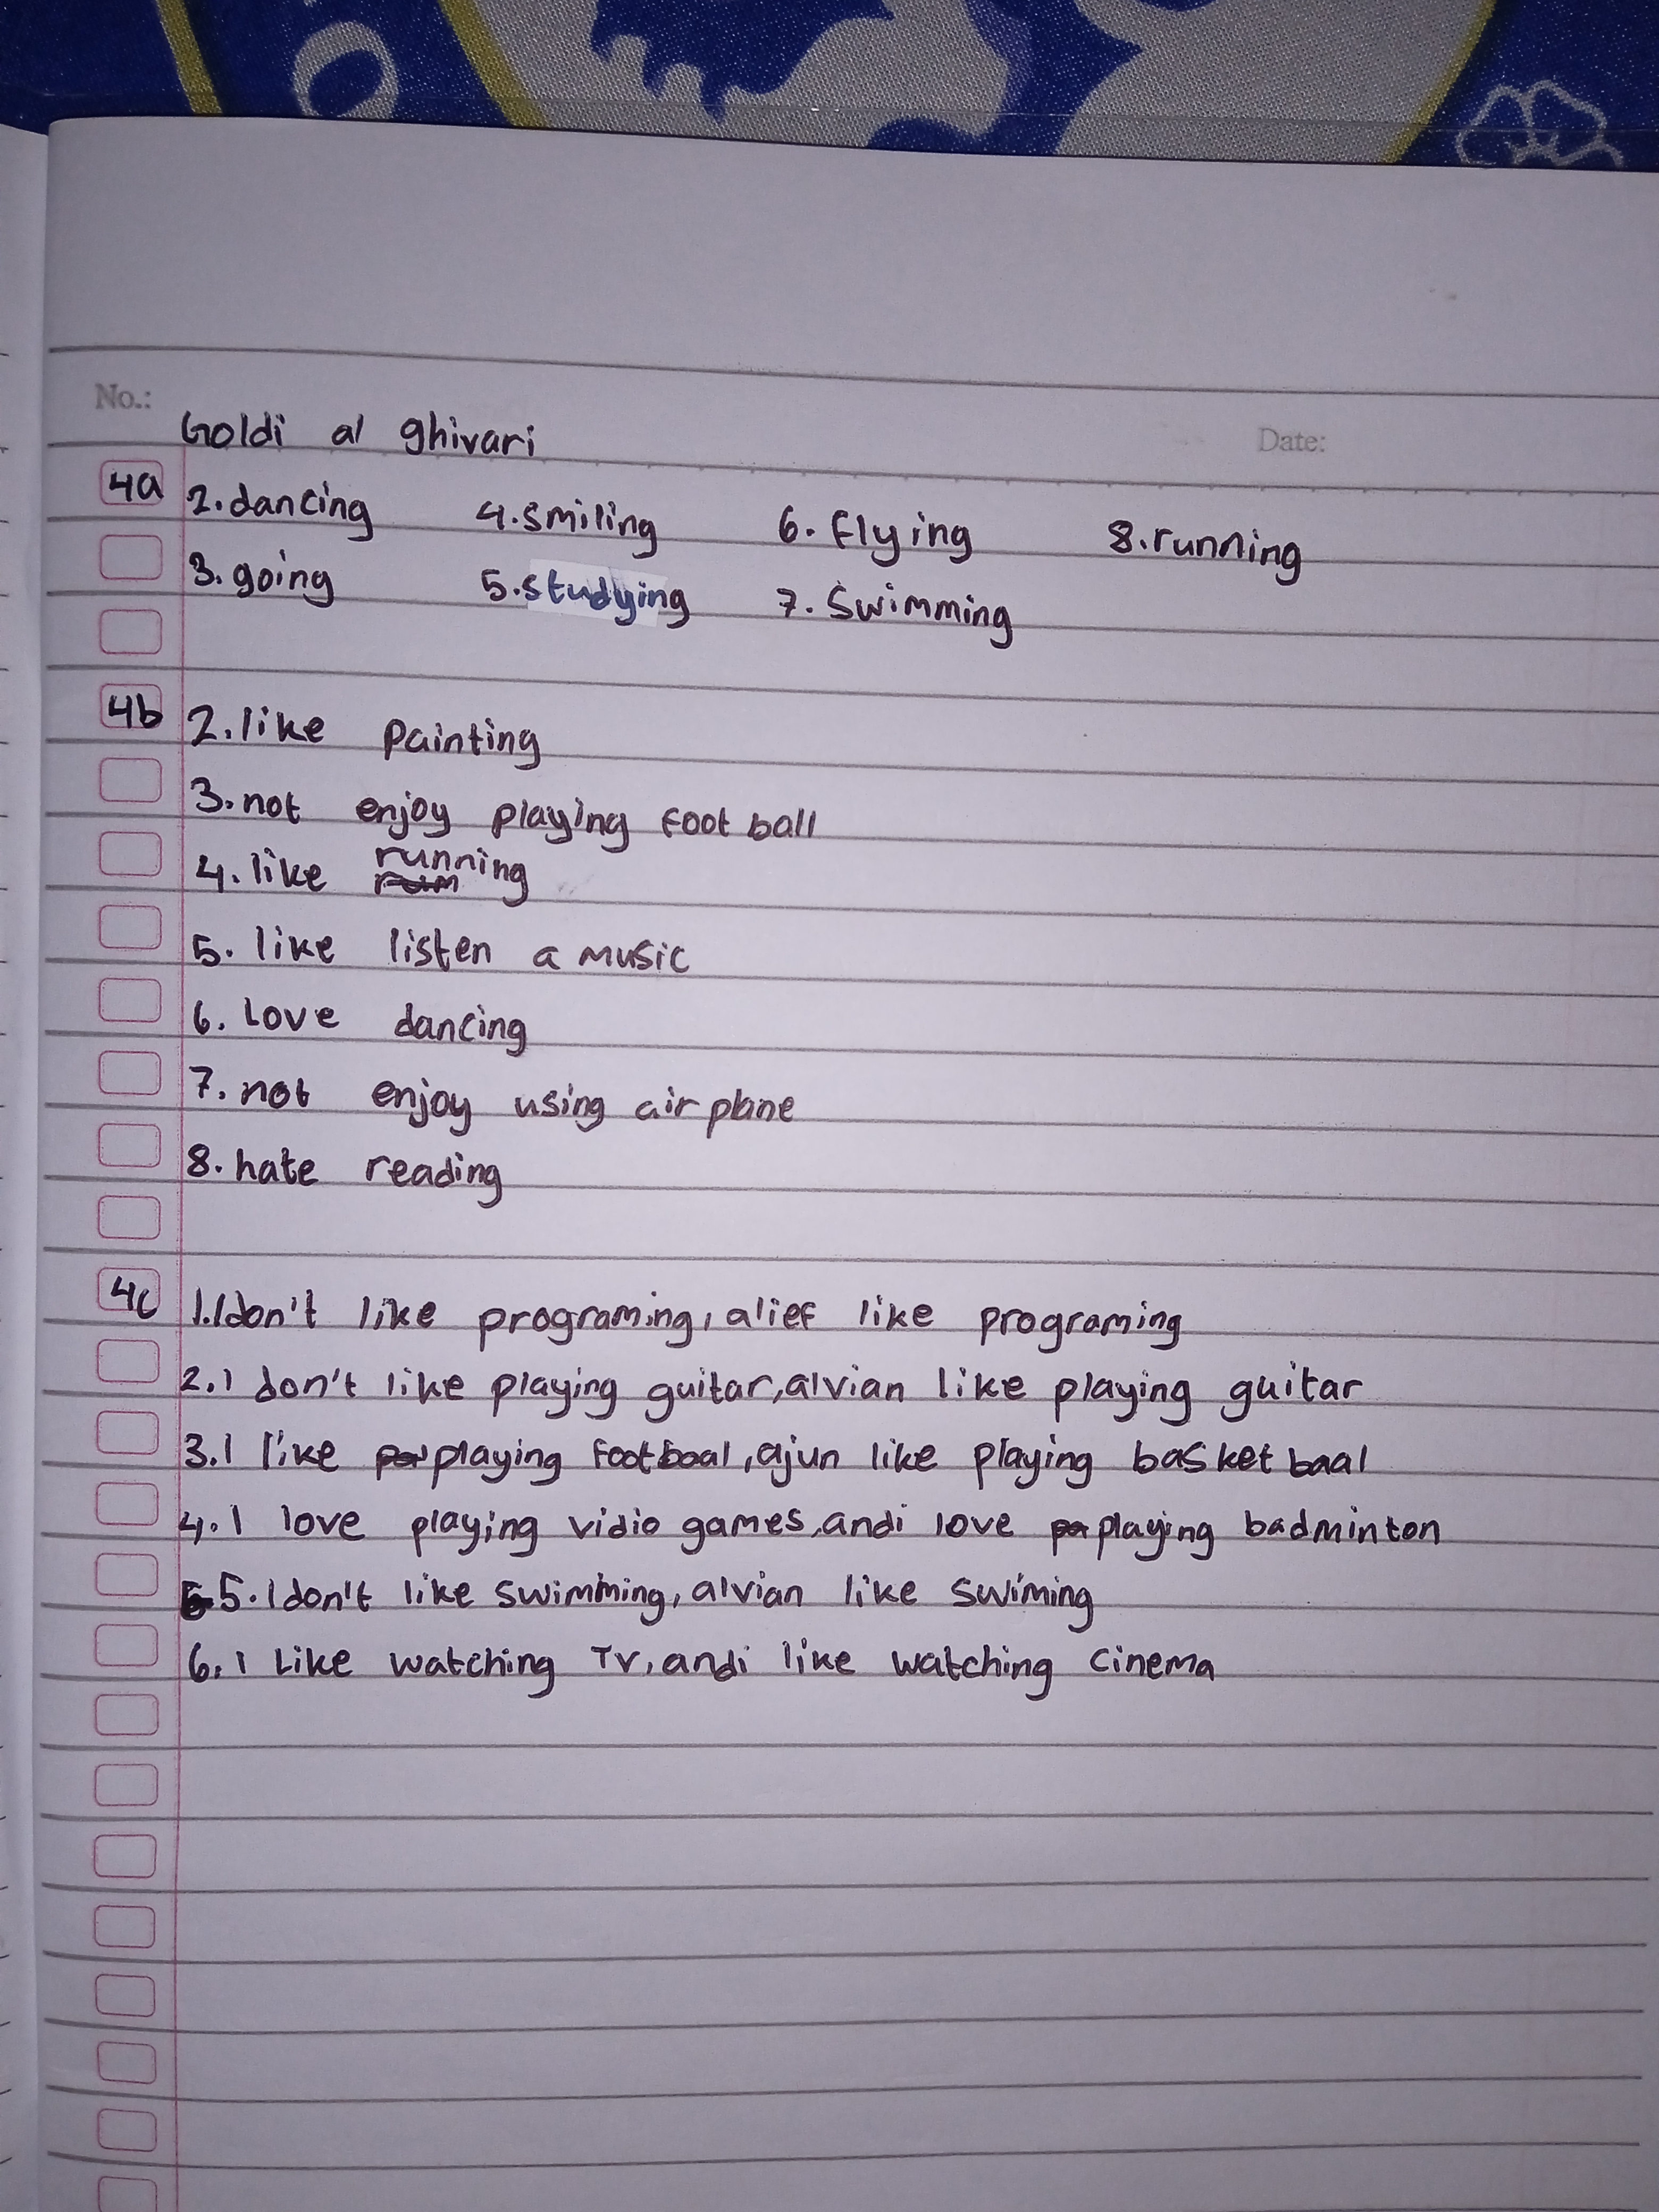 No.:
Date:
Goldi al ghivari
4a 2.dancing 4.smiling 6. flying 8.running
3. going 5.studying 7. Swimming
4b 2.like painting
3.not enjoy playing foot ball
4. like running
5. like listen a music
6. Love dancing
7. not enjoy using air plane
8. hate reading
4c 1.I don't like programing, alief like programing
2.I don't like playing guitar, alvian like playing guitar
3.I like playing footboal, ajun like playing basket baal
4.I love playing vidio games, andi love playing badminton
5.I don't like swimming, alvian like swiming
6.I Like watching TV, andi like watching cinema